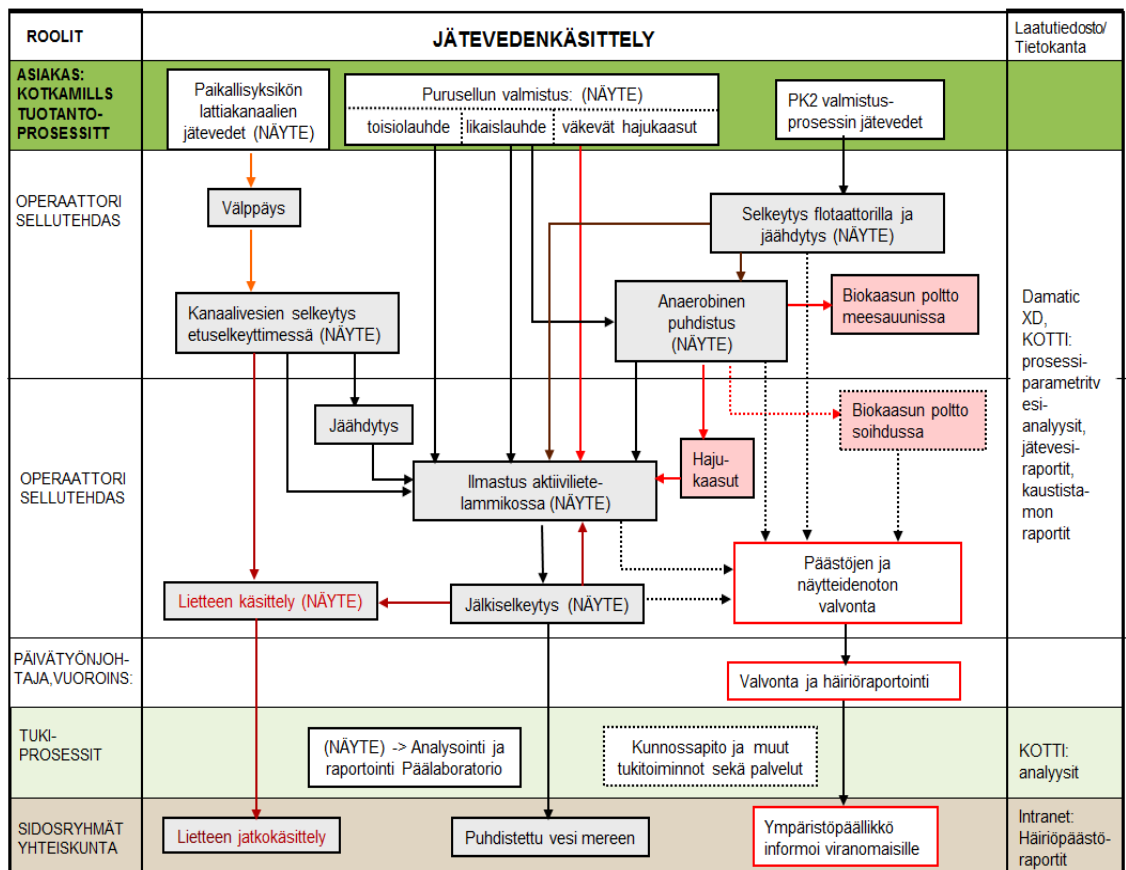 ROOLIT
JÄTEVEDENKÄSITTELY
Laatutiedosto/
Tietokanta
ASIAKAS:
KOTKAMILLS
TUOTANTO-
PROSESSITT
Paikallisyksikön
lattiakanaalien
jätevedet (NÄYTE)
Purusellun valmistus: (NÄYTE)
toisiolauhde
likaislauhde
väkevät hajukaasut
PK2 valmistus-
prosessin jätevedet
OPERAATTORI
SELLUTEHDAS
Välppäys
Selkeytys flotaattorilla ja
jäähdytys (NÄYTE)
Kanaalivesien selkeytys
etuselkeyttimessä (NÄYTE)
Anaerobinen
puhdistus
(NÄYTE)
Biokaasun poltto
meesauunissa
Damatic
XD,
KOTTI:
prosessi-
parametritv
esi-
analyysit,
jätevesi-
raportit,
kaustista-
mon
raportit
OPERAATTORI
SELLUTEHDAS
Jäähdytys
Biokaasun poltto
soihdussa
Haju-
kaasut
Ilmastus aktiiviliete-
lammikossa (NÄYTE)
Päästöjen ja
näytteidenoton
valvonta
Lietteen käsittely (NÄYTE)
Jälkiselkeytys (NÄYTE)
PÄIVÄTYÖNJOH-
TAJA,VUOROINS:
Valvonta ja häiriöraportointi
TUKI-
PROSESSIT
(NÄYTE) -> Analysointi ja
raportointi Päälaboratorio
Kunnossapito ja muut
tukitoiminnot sekä palvelut
KOTTI:
analyysit
SIDOSRYHMÄT
YHTEISKUNTA
Lietteen jatkokäsittely
Puhdistettu vesi mereen
Ympäristöpäällikkö
informoi viranomaisille
Intranet:
Häiriöpäästö-
raportit